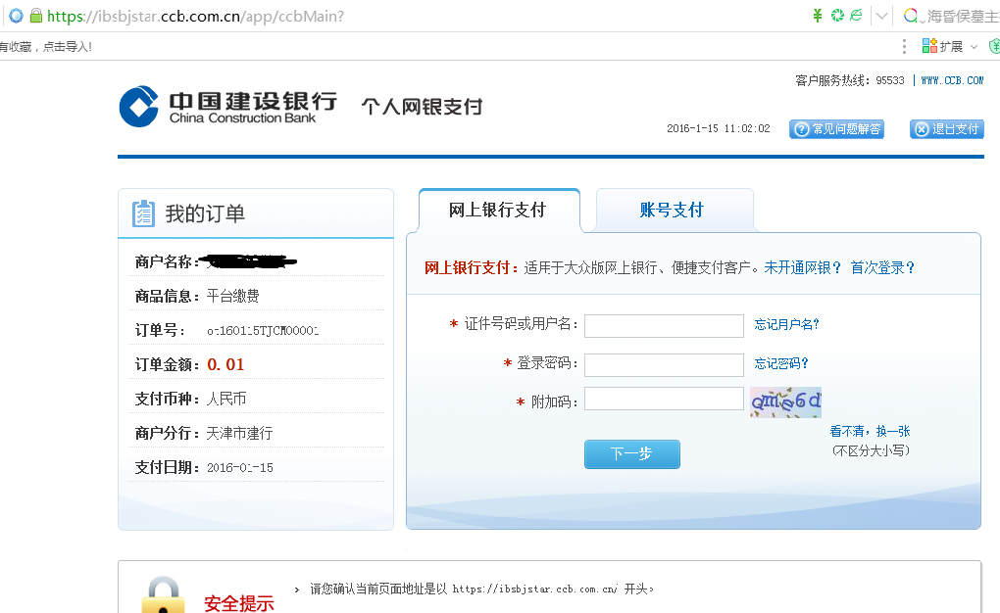 https://ibsbjstar.ccb.com.cn/app/ccbMain?
海昏侯墓主
有收藏，点击导入!
扩展
客户服务热线：95533 | WWW.CCB.COM
中国建设银行
China Construction Bank
个人网银支付
2016-1-15 11:02:02
常见问题解答
退出支付
我的订单
商户名称：
商品信息：平台缴费
订单号：
订单金额：0.01
支付币种：人民币
商户分行：天津市建行
支付日期：2016-01-15
网上银行支付
账号支付
网上银行支付：适用于大众版网上银行、便捷支付客户。未开通网银？ 首次登录？
* 证件号码或用户名：
忘记用户名?
* 登录密码：
忘记密码?
* 附加码：
看不清，换一张
(不区分大小写)
下一步
安全提示
› 请您确认当前页面地址是以 https://ibsbjstar.ccb.com.cn/ 开头›